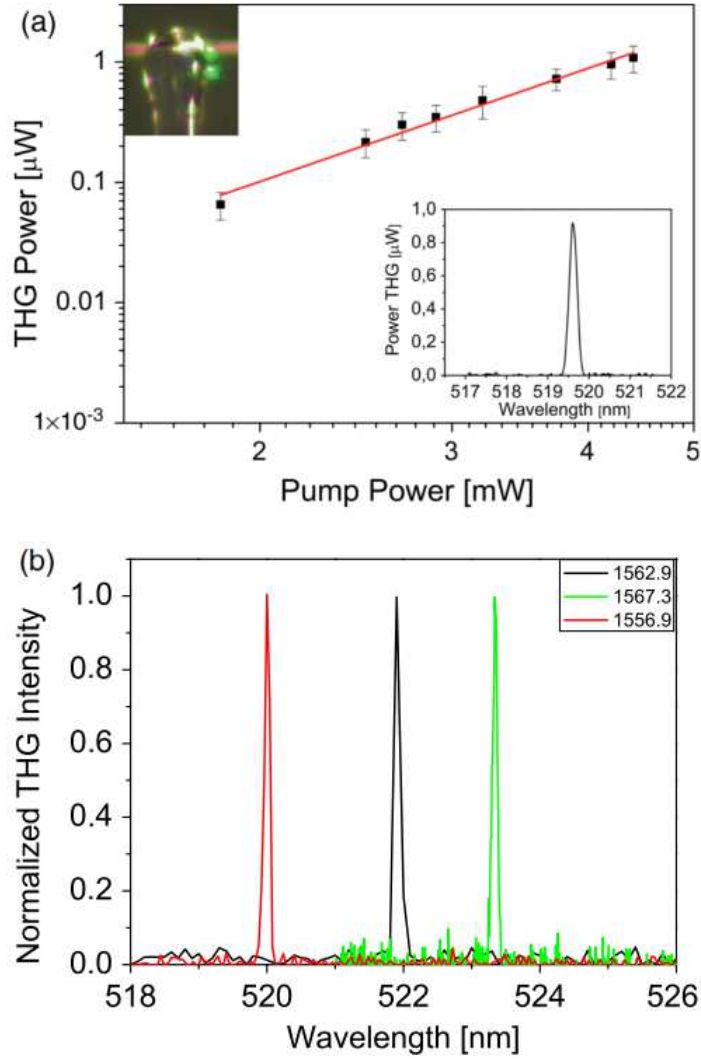 (a)
THG Power [μW]
1
0.1
0.01
1×10⁻³
2 3 4 5
Pump Power [mW]
Power THG [μW]
1,0
0,8
0,6
0,4
0,2
0,0
517 518 519 520 521 522
Wavelength [nm]
(b)
Normalized THG Intensity
1.0
0.8
0.6
0.4
0.2
0.0
518 520 522 524 526
Wavelength [nm]
1562.9
1567.3
1556.9